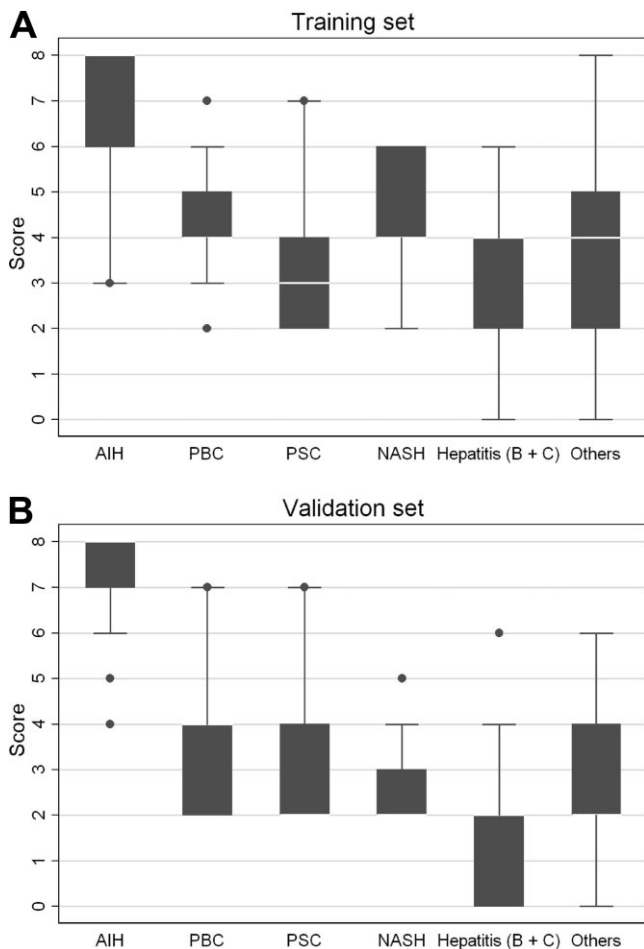 A
Training set
Score
8
7
6
5
4
3
2
1
0
AIH PBC PSC NASH Hepatitis (B + C) Others
B
Validation set
Score
8
7
6
5
4
3
2
1
0
AIH PBC PSC NASH Hepatitis (B + C) Others